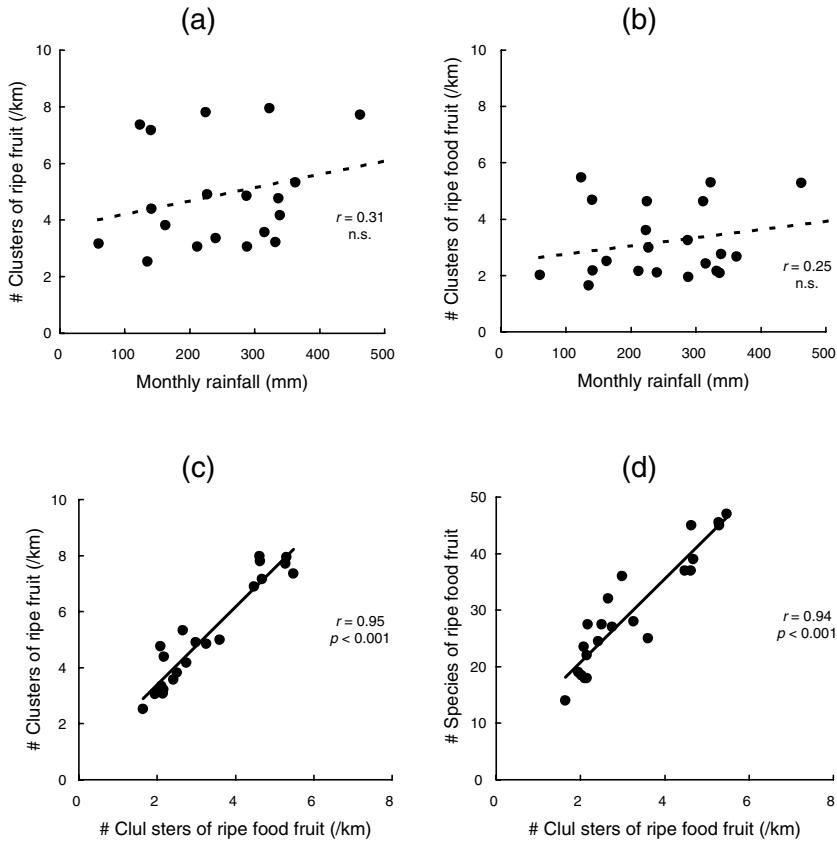 (a)
10
8
6
4
2
0
# Clusters of ripe fruit (/km)
r = 0.31
n.s.
0 100 200 300 400 500
Monthly rainfall (mm)
(b)
10
8
6
4
2
0
# Clusters of ripe food fruit (/km)
r = 0.25
n.s.
0 100 200 300 400 500
Monthly rainfall (mm)
(c)
10
8
6
4
2
0
# Clusters of ripe fruit (/km)
r = 0.95
p < 0.001
0 2 4 6 8
# Clul sters of ripe food fruit (/km)
(d)
50
40
30
20
10
0
# Species of ripe food fruit
r = 0.94
p < 0.001
0 2 4 6 8
# Clul sters of ripe food fruit (/km)